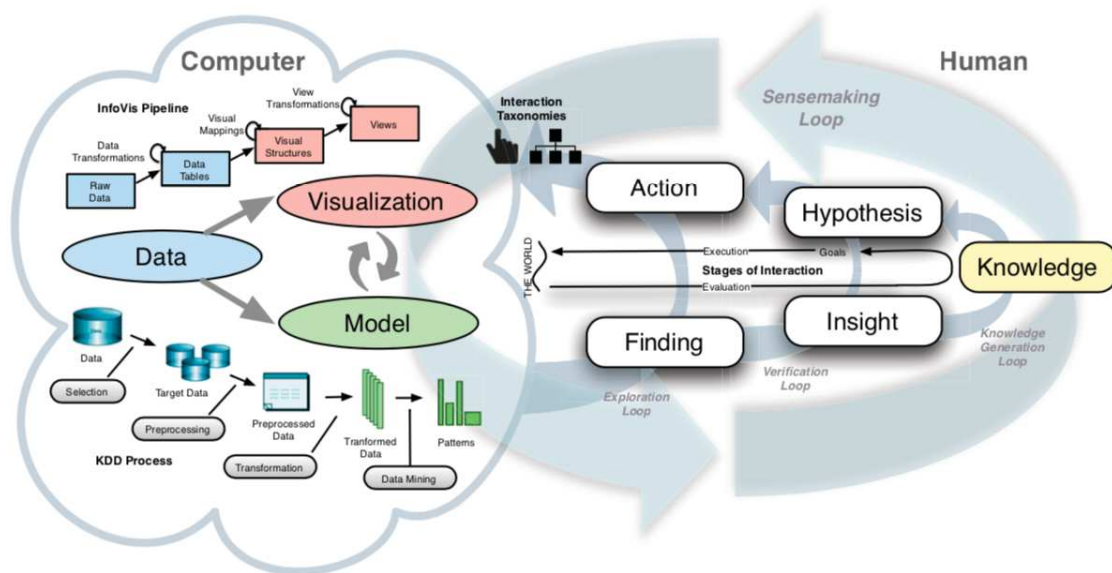 Computer
Human
InfoVis Pipeline
View
Transformations
Visual
Mappings
Views
Visual
Structures
Data
Transformations
Data
Tables
Raw
Data
Interaction
Taxonomies
Sensemaking
Loop
Visualization
Data
Model
Action
Hypothesis
THE WORLD
Execution
Goals
Stages of Interaction
Evaluation
Knowledge
Finding
Insight
Exploration
Loop
Verification
Loop
Knowledge
Generation
Loop
Data
Data
Selection
Target Data
Preprocessing
Preprocessed
Data
Transformation
Tranformed
Data
Data Mining
Patterns
KDD Process